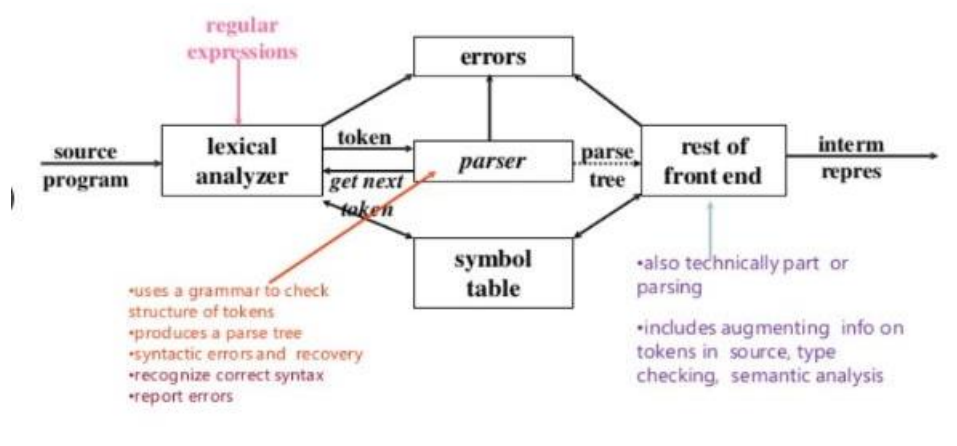 regular
expressions
errors
source
program
lexical
analyzer
token
get next
token
parser
parse
tree
rest of
front end
interm
repres
symbol
table
•uses a grammar to check
structure of tokens
•produces a parse tree
•syntactic errors and recovery
•recognize correct syntax
•report errors
•also technically part or
parsing
•includes augmenting info on
tokens in source, type
checking, semantic analysis